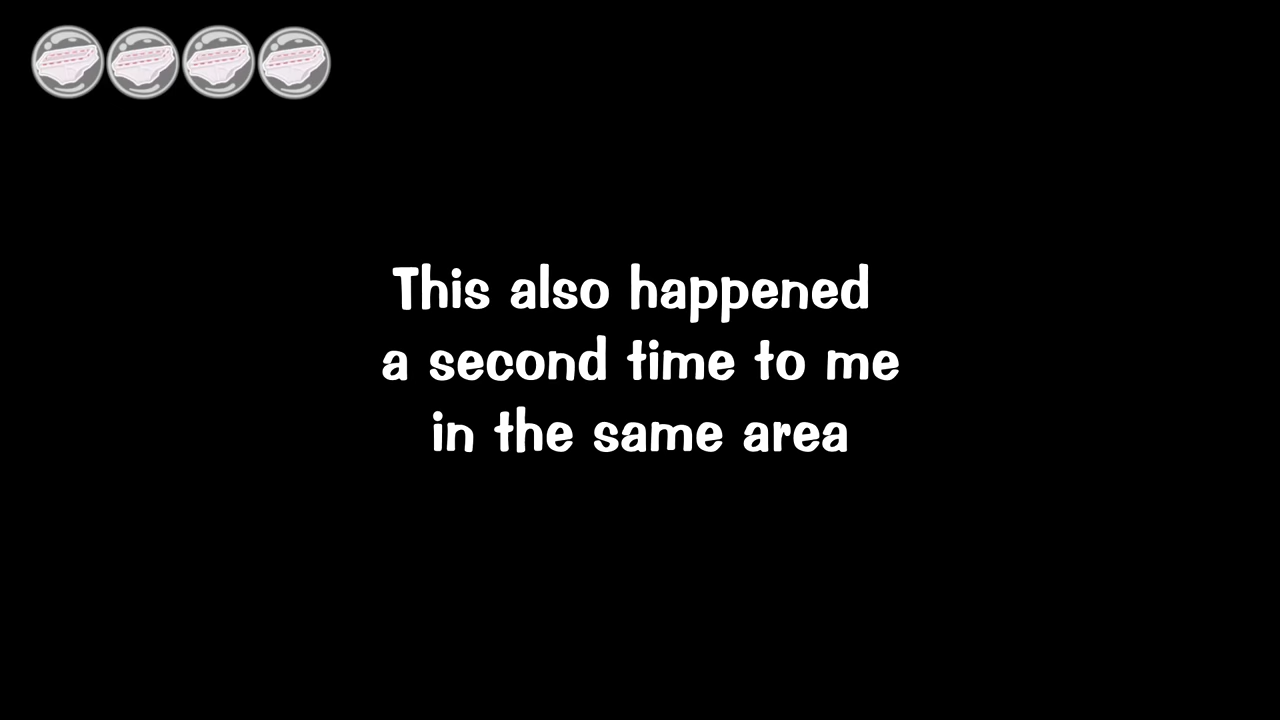 This also happened
a second time to me
in the same area